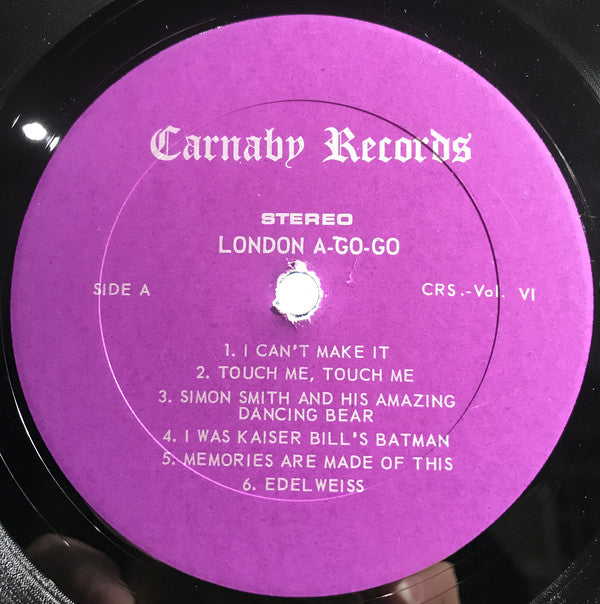 Carnaby Records
STEREO
LONDON A-GO-GO
SIDE A
CRS.-Vol. VI
1. I CAN'T MAKE IT
2. TOUCH ME, TOUCH ME
3. SIMON SMITH AND HIS AMAZING
DANCING BEAR
4. I WAS KAISER BILL'S BATMAN
5. MEMORIES ARE MADE OF THIS
6. EDELWEISS